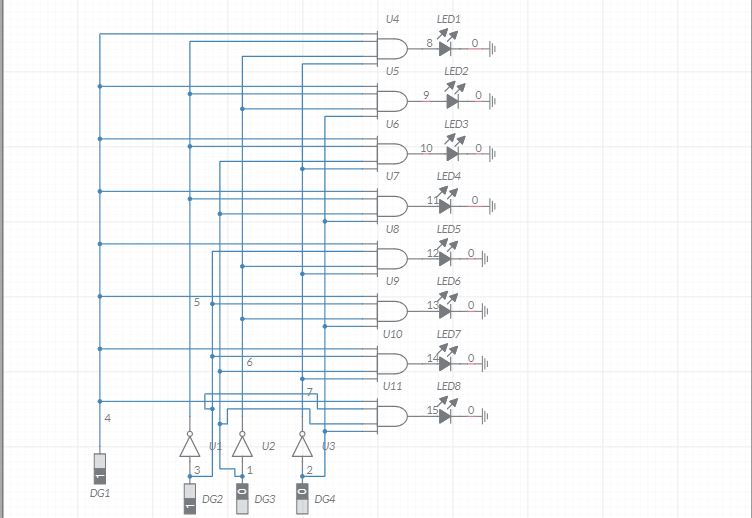 U4 LED1
8 0
U5 LED2
9 0
U6 LED3
10 0
U7 LED4
11 0
U8 LED5
12 0
U9 LED6
5 13 0
U10 LED7
6 14 0
U11 LED8
7
4 15 0
U1 U2 U3
3 1 2
1
DG1
1 DG2 0 DG3 0 DG4